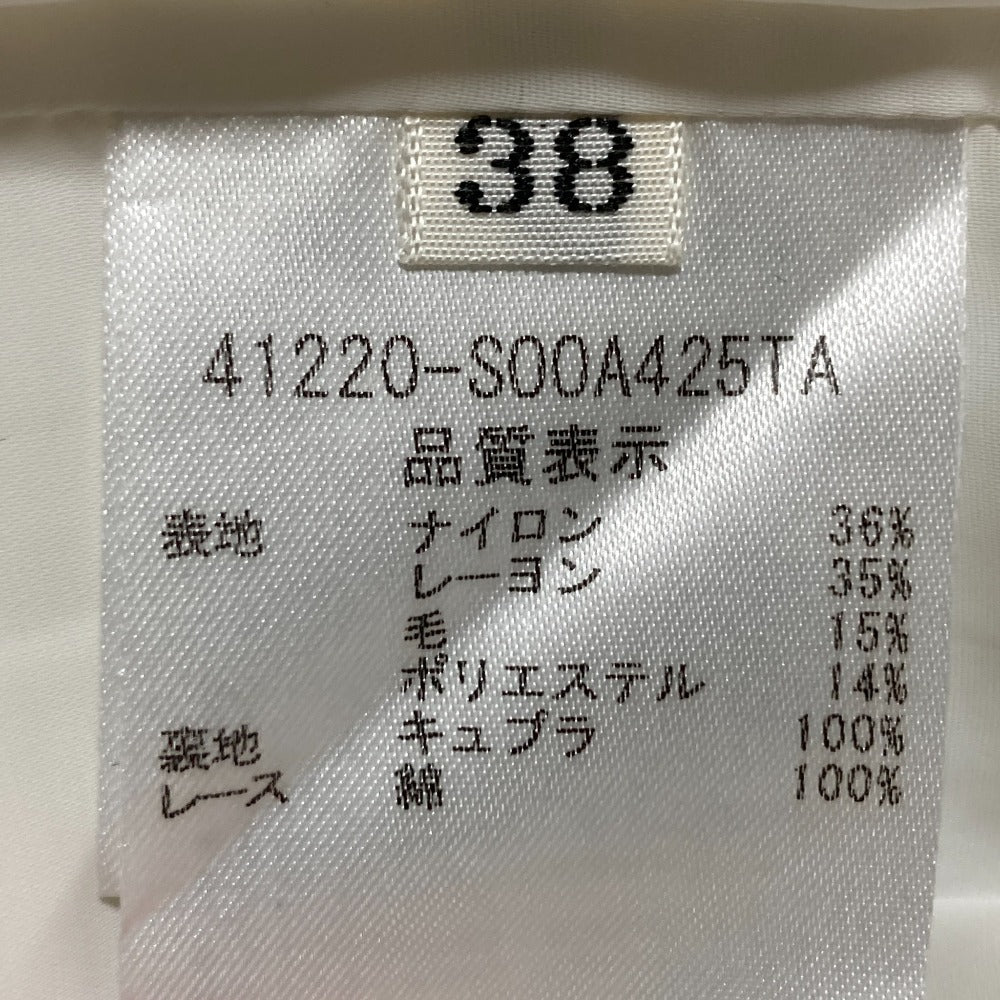 38
41220-S00A425TA
品質表示
表地 ナイロン 36%
レーヨン 35%
毛 15%
ポリエステル 14%
裏地 キュプラ 100%
レース 綿 100%